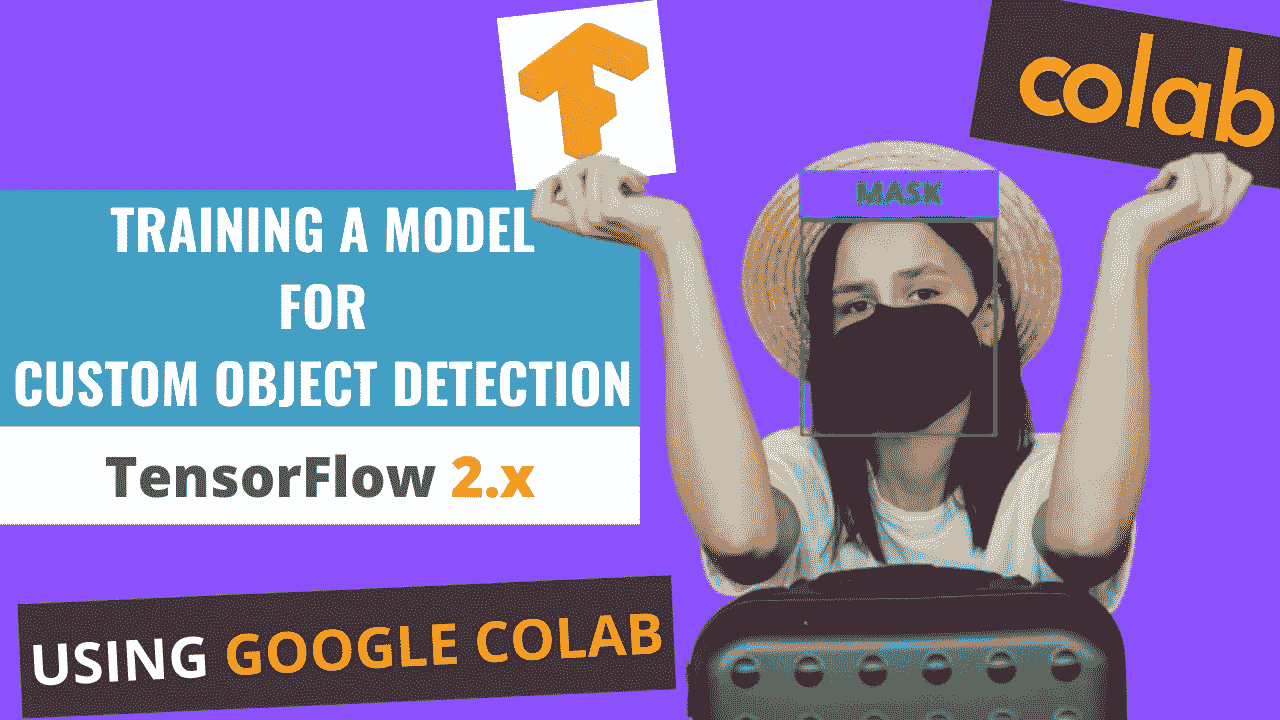 colab
MASK
TRAINING A MODEL
FOR
CUSTOM OBJECT DETECTION
TensorFlow 2.x
USING GOOGLE COLAB